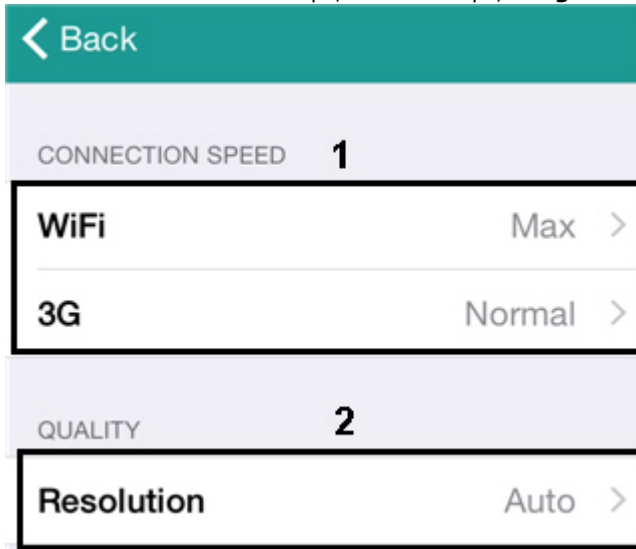 Back
CONNECTION SPEED 1
WiFi Max
3G Normal
QUALITY 2
Resolution Auto